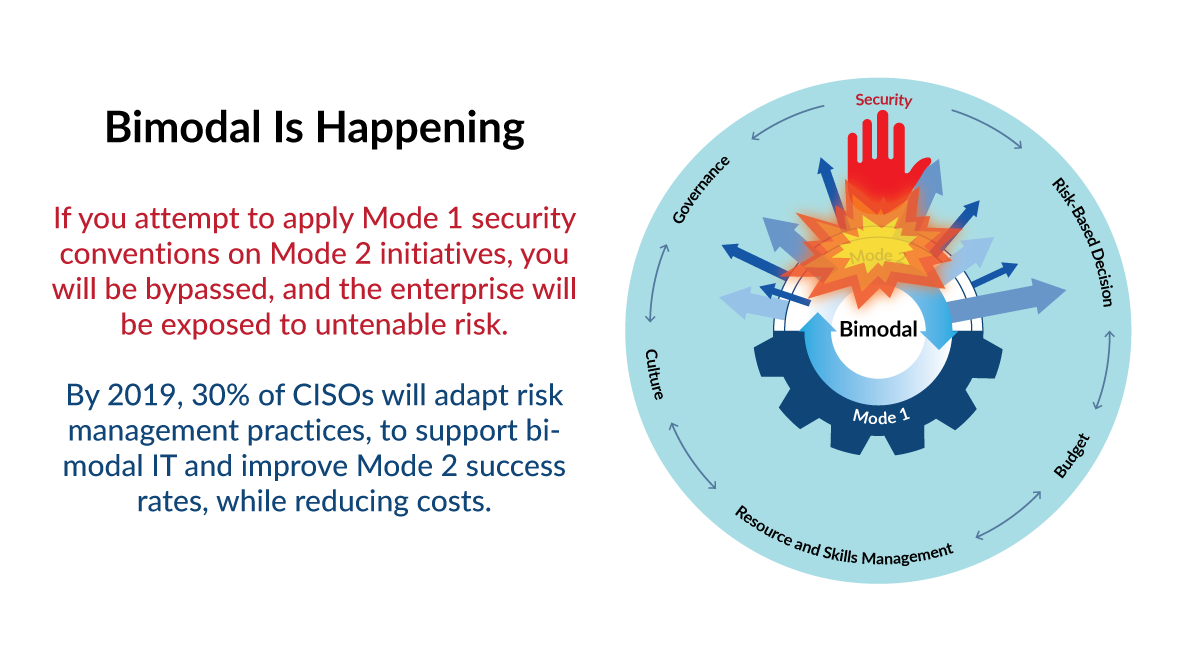 Bimodal Is Happening
If you attempt to apply Mode 1 security
conventions on Mode 2 initiatives, you
will be bypassed, and the enterprise will
be exposed to untenable risk.
By 2019, 30% of CISOs will adapt risk
management practices, to support bi-
modal IT and improve Mode 2 success
rates, while reducing costs.
Security
Risk-Based Decision
Budget
Resource and Skills Management
Culture
Governance
Mode 2
Bimodal
Mode 1